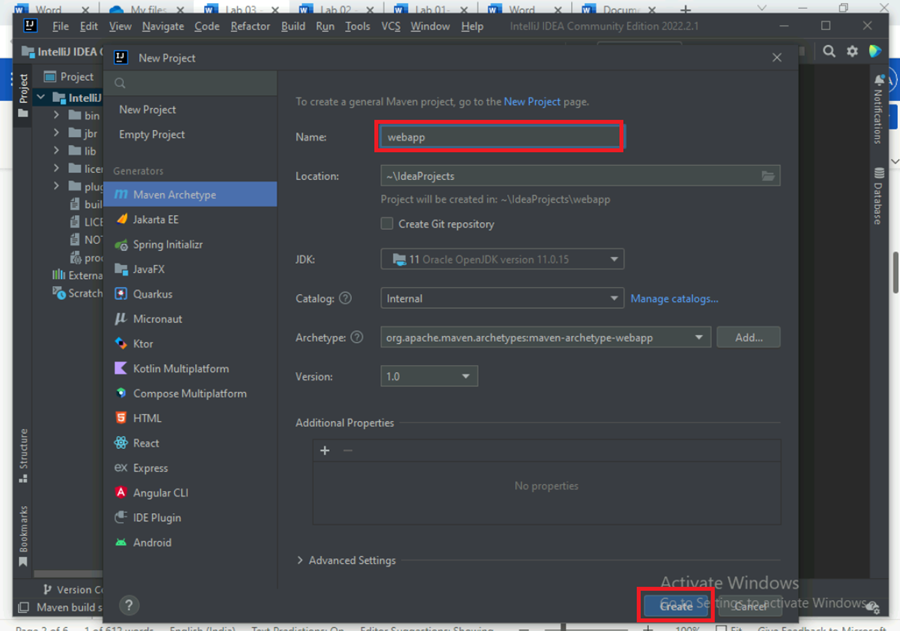 Word
My files
Lab 03
Lab 02
Lab 01-
Word
Docum
File Edit View Navigate Code Refactor Build Run Tools VCS Window Help IntelliJ IDEA Community Edition 2022.2.1
IntelliJ IDEA C
New Project
Project
Project
IntelliJ
bin
jbr
lib
licen
plug
buil
LICE
NOT
pro
Externa
Scratch
Structure
Bookmarks
Notifications
Database
New Project
Empty Project
Generators
Maven Archetype
Jakarta EE
Spring Initializr
JavaFX
Quarkus
Micronaut
Ktor
Kotlin Multiplatform
Compose Multiplatform
HTML
React
ex Express
Angular CLI
IDE Plugin
Android
To create a general Maven project, go to the New Project page.
Name: webapp
Location: ~\IdeaProjects
Project will be created in: ~\IdeaProjects\webapp
Create Git repository
JDK: 11 Oracle OpenJDK version 11.0.15
Catalog: ? Internal Manage catalogs...
Archetype: ? org.apache.maven.archetypes:maven-archetype-webapp Add...
Version: 1.0
Additional Properties
+ −
No properties
> Advanced Settings
? Create Cancel
Activate Windows
Go to Settings to activate Windows.
Version Co
Maven build s
Page 2 of 6 1 of 612 words English (India) Text Predictions: On Editor Suggestions: Showing 100% Fit Give Feedback to Microsoft